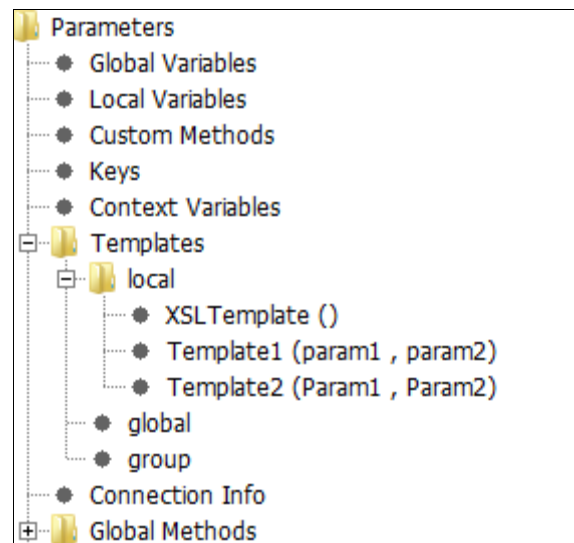 Parameters
Global Variables
Local Variables
Custom Methods
Keys
Context Variables
Templates
local
XSLTemplate ()
Template1 (param1 , param2)
Template2 (Param1 , Param2)
global
group
Connection Info
Global Methods